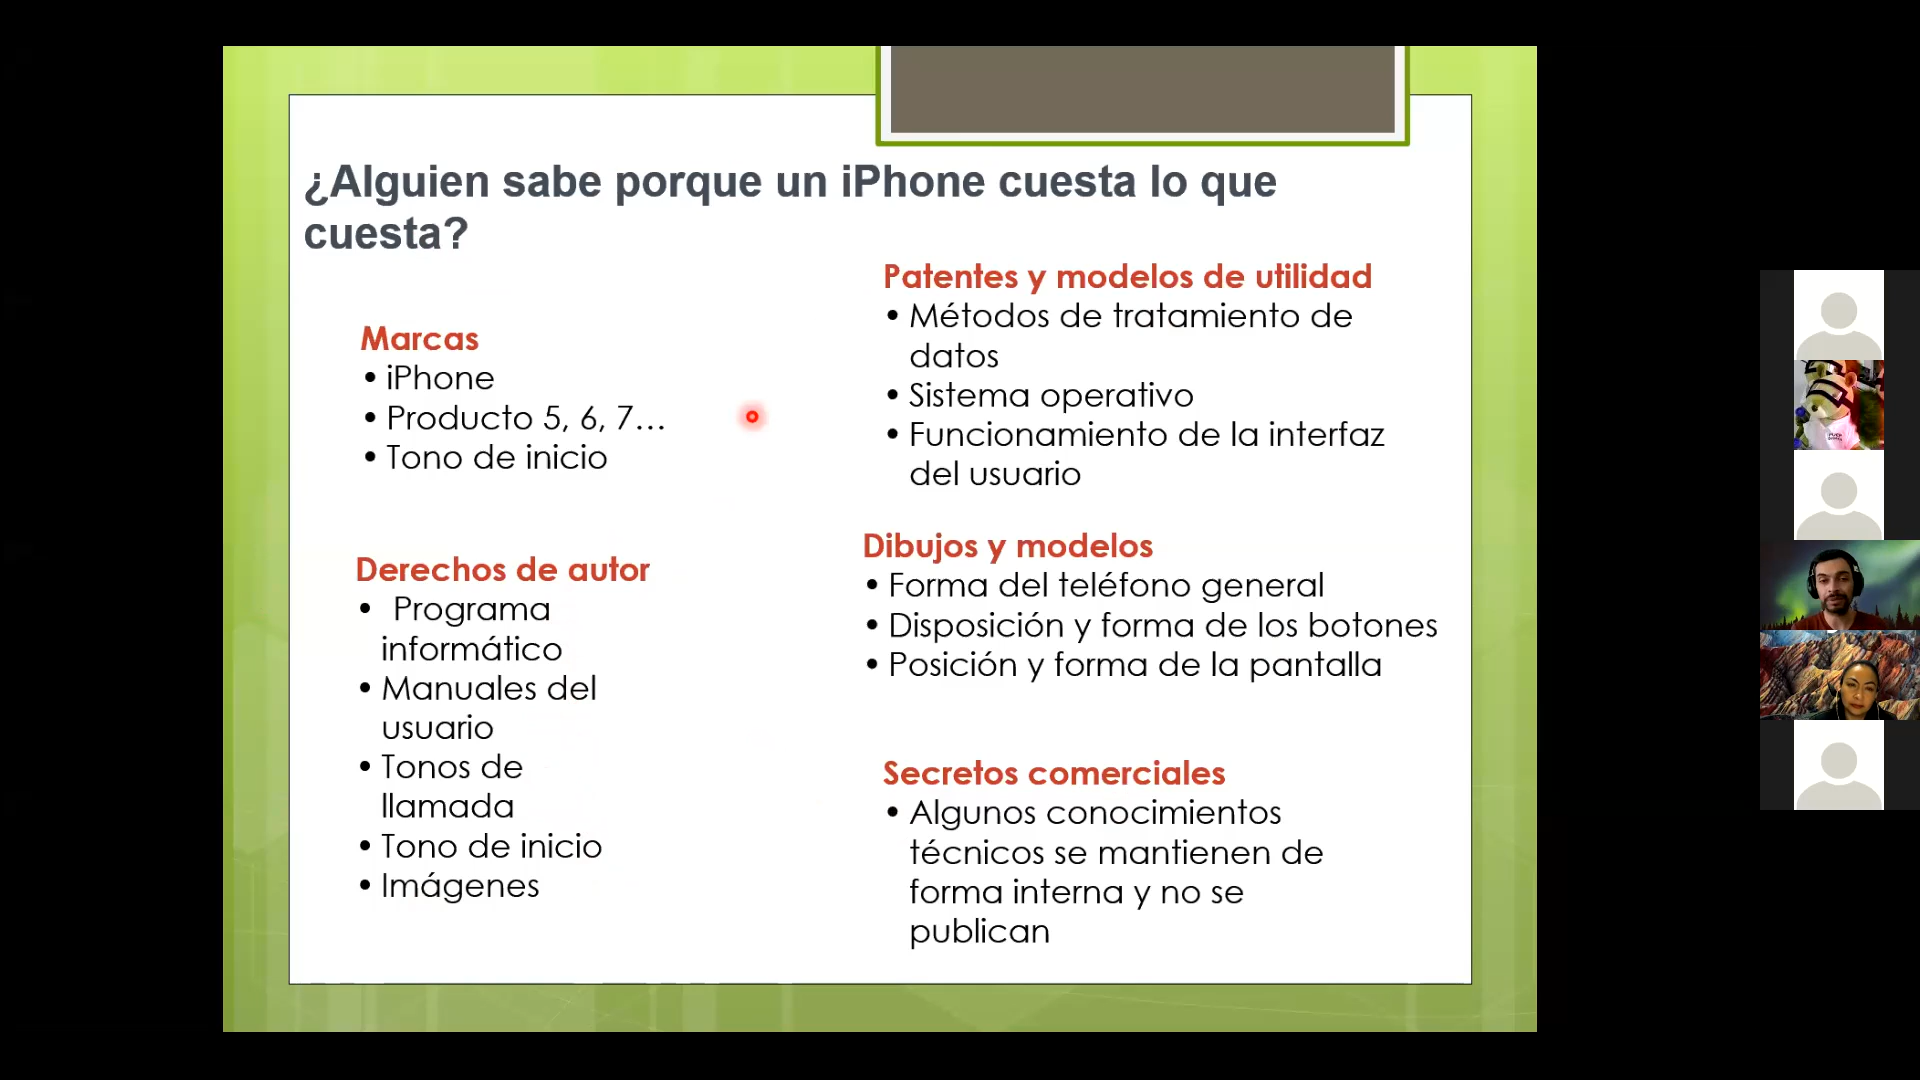 ¿Alguien sabe porque un iPhone cuesta lo que
cuesta?
Marcas
• iPhone
• Producto 5, 6, 7...
• Tono de inicio
Derechos de autor
• Programa
informático
• Manuales del
usuario
• Tonos de
llamada
• Tono de inicio
• Imágenes
Patentes y modelos de utilidad
• Métodos de tratamiento de
datos
• Sistema operativo
• Funcionamiento de la interfaz
del usuario
Dibujos y modelos
• Forma del teléfono general
• Disposición y forma de los botones
• Posición y forma de la pantalla
Secretos comerciales
• Algunos conocimientos
técnicos se mantienen de
forma interna y no se
publican